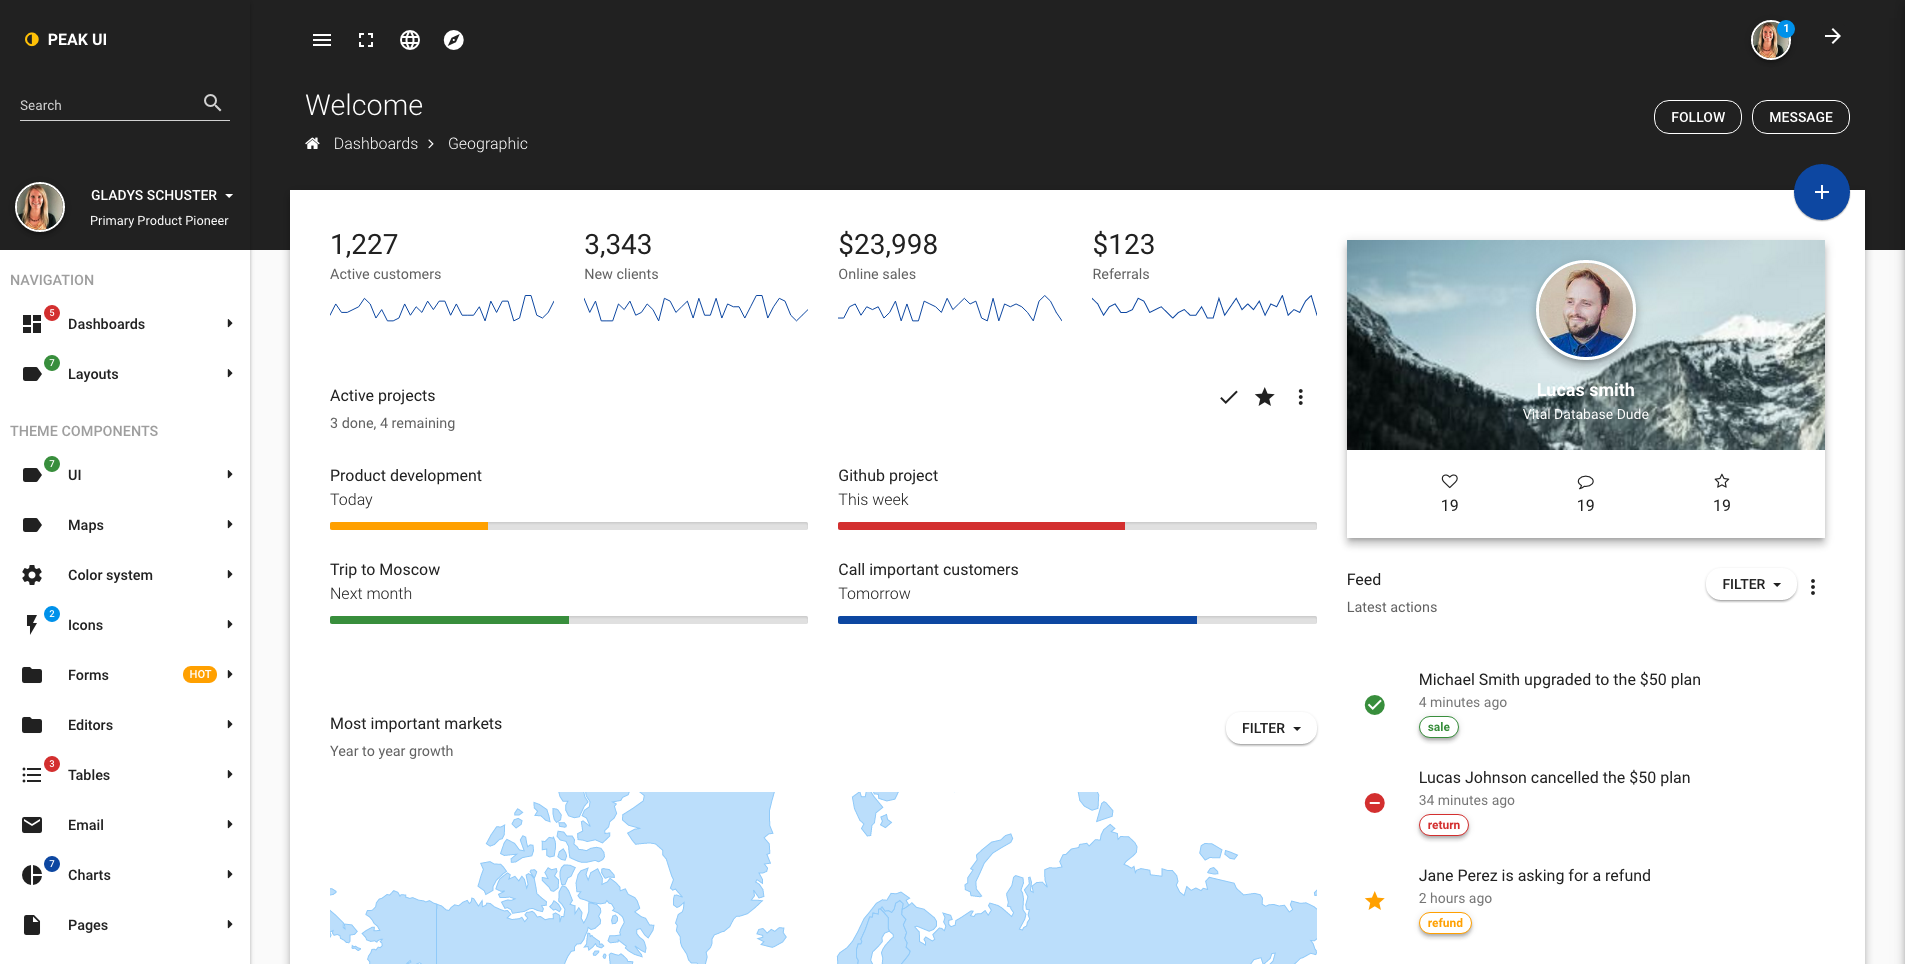 PEAK UI
Search
GLADYS SCHUSTER
Primary Product Pioneer
NAVIGATION
5
Dashboards
7
Layouts
THEME COMPONENTS
7
UI
Maps
Color system
2
Icons
Forms
HOT
Editors
3
Tables
Email
7
Charts
Pages
1
Welcome
Dashboards
Geographic
FOLLOW
MESSAGE
1,227
Active customers
3,343
New clients
$23,998
Online sales
$123
Referrals
Active projects
3 done, 4 remaining
Product development
Today
Github project
This week
Trip to Moscow
Next month
Call important customers
Tomorrow
Most important markets
Year to year growth
FILTER
Lucas smith
Vital Database Dude
19
19
19
Feed
Latest actions
FILTER
Michael Smith upgraded to the $50 plan
4 minutes ago
sale
Lucas Johnson cancelled the $50 plan
34 minutes ago
return
Jane Perez is asking for a refund
2 hours ago
refund